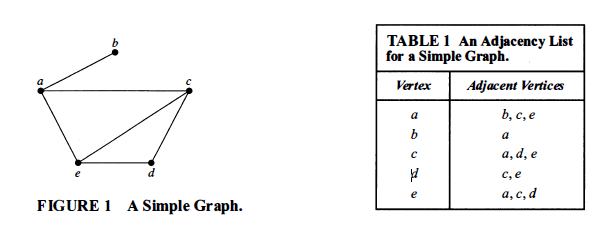 b
a
c
e
d
FIGURE 1 A Simple Graph.
TABLE 1 An Adjacency List
for a Simple Graph.
Vertex Adjacent Vertices
a b, c, e
b a
c a, d, e
d c, e
e a, c, d